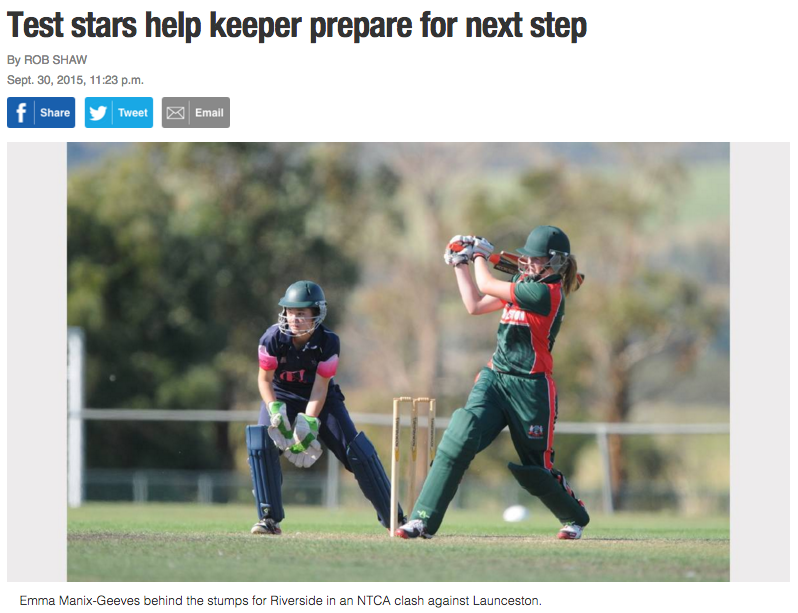 Test stars help keeper prepare for next step
By ROB SHAW
Sept. 30, 2015, 11:23 p.m.
Share Tweet Email
Emma Manix-Geeves behind the stumps for Riverside in an NTCA clash against Launceston.